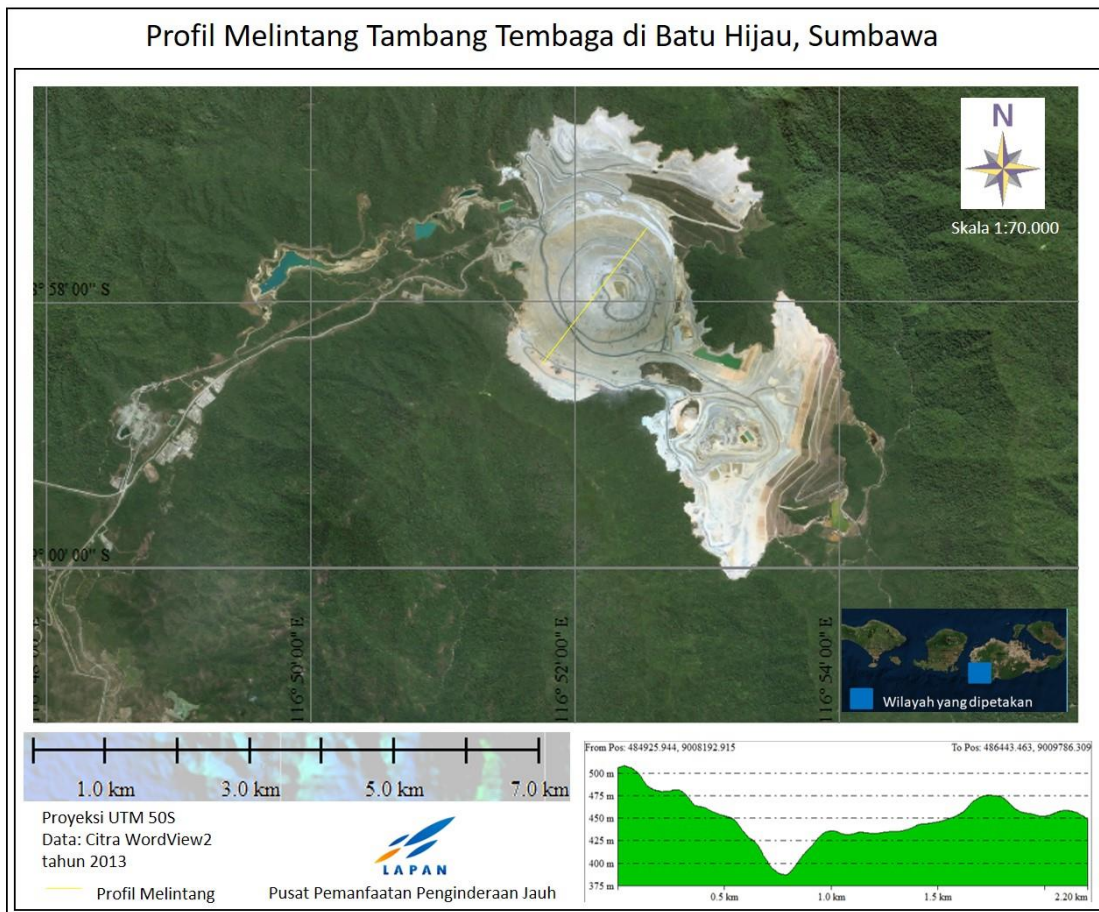 Profil Melintang Tambang Tembaga di Batu Hijau, Sumbawa
N
Skala 1:70.000
8° 58' 00" S
9° 00' 00" S
116° 50' 00" E
116° 52' 00" E
116° 54' 00" E
Wilayah yang dipetakan
1.0 km
3.0 km
5.0 km
7.0 km
Proyeksi UTM 50S
Data: Citra WordView2
tahun 2013
Profil Melintang
LAPAN
Pusat Pemanfaatan Penginderaan Jauh
From Pos: 484925.944, 9008192.915
To Pos: 486443.463, 9009786.309
500 m
475 m
450 m
425 m
400 m
375 m
0.5 km
1.0 km
1.5 km
2.20 km